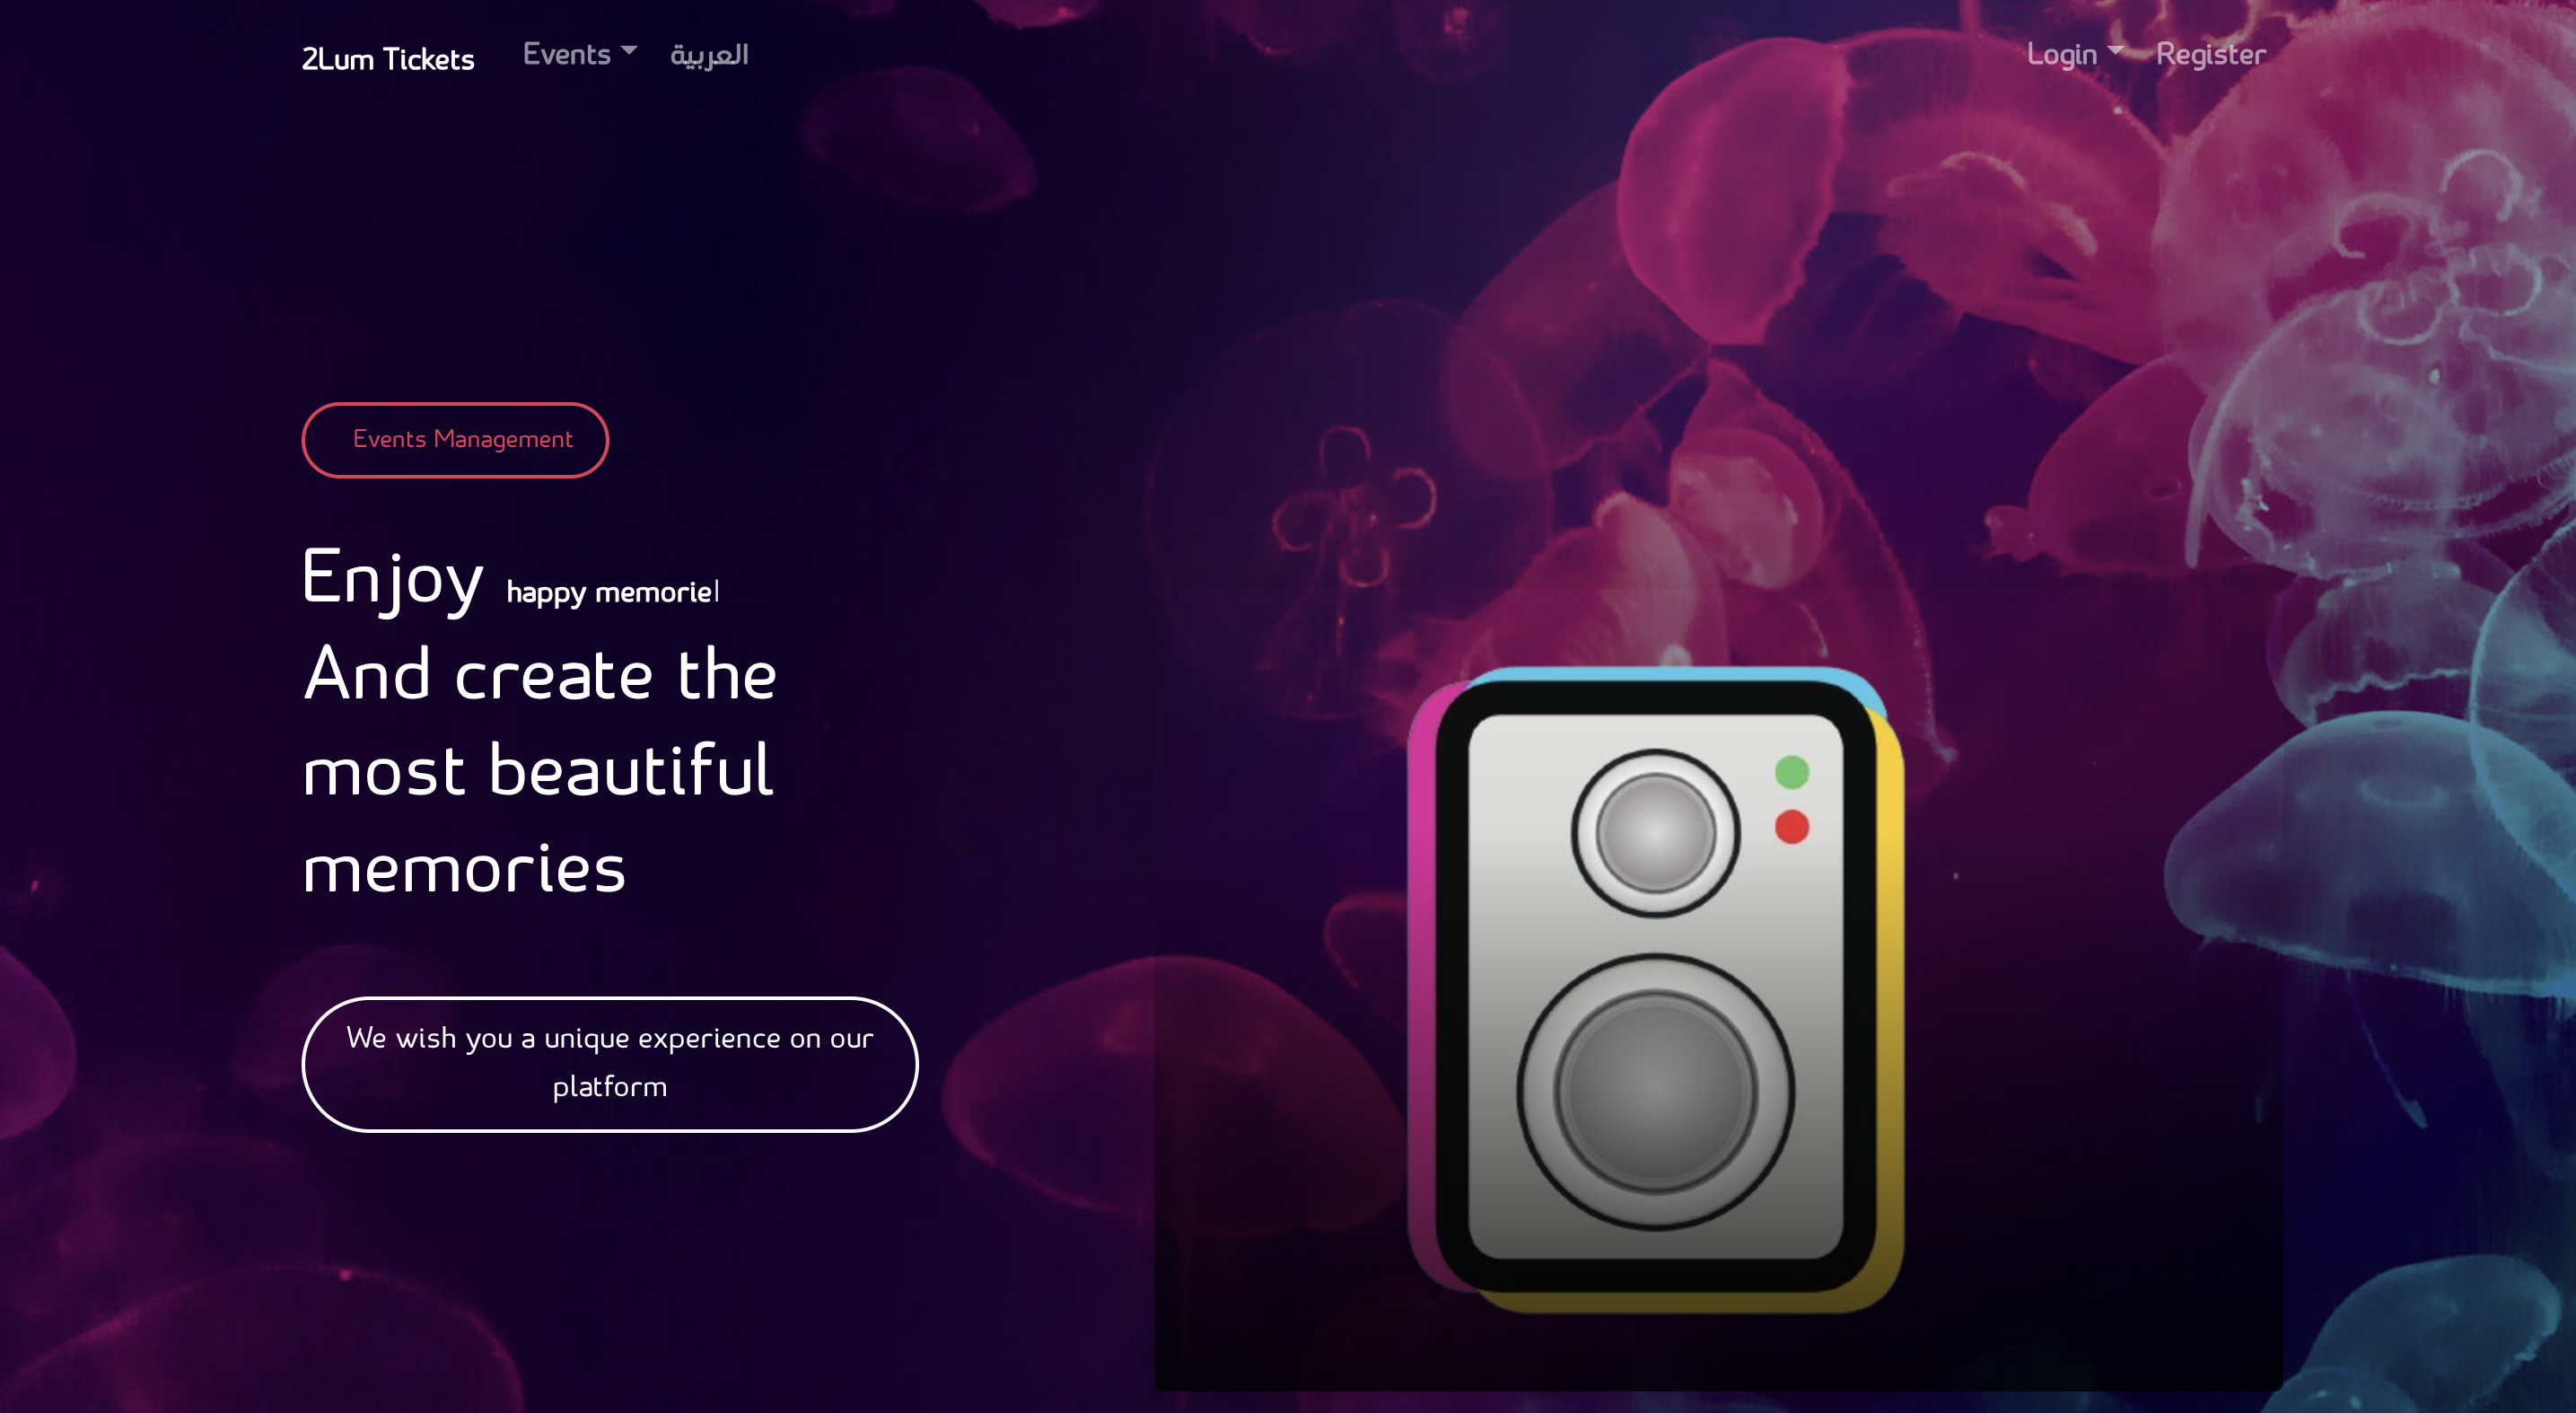 2Lum Tickets
Events
العربية
Login
Register
Events Management
Enjoy happy memorie
And create the
most beautiful
memories
We wish you a unique experience on our
platform